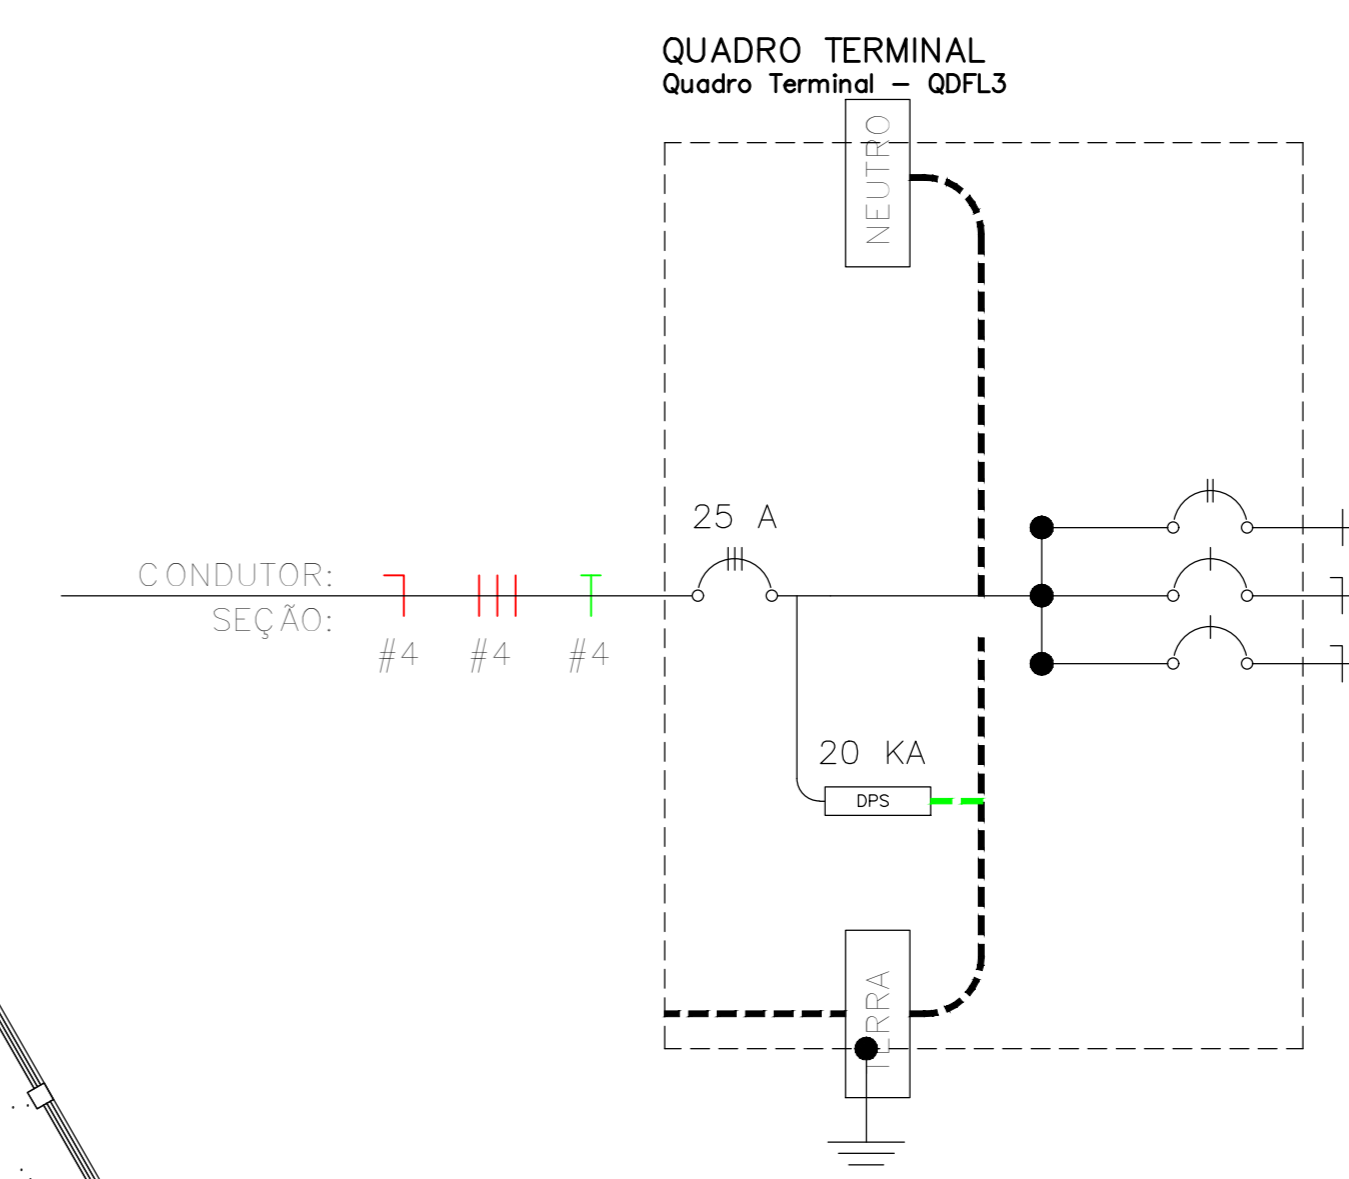 QUADRO TERMINAL
Quadro Terminal - QDFL3
NEUTRO
25 A
CONDUTOR:
SEÇÃO:
#4 #4 #4
20 KA
DPS
TERRA